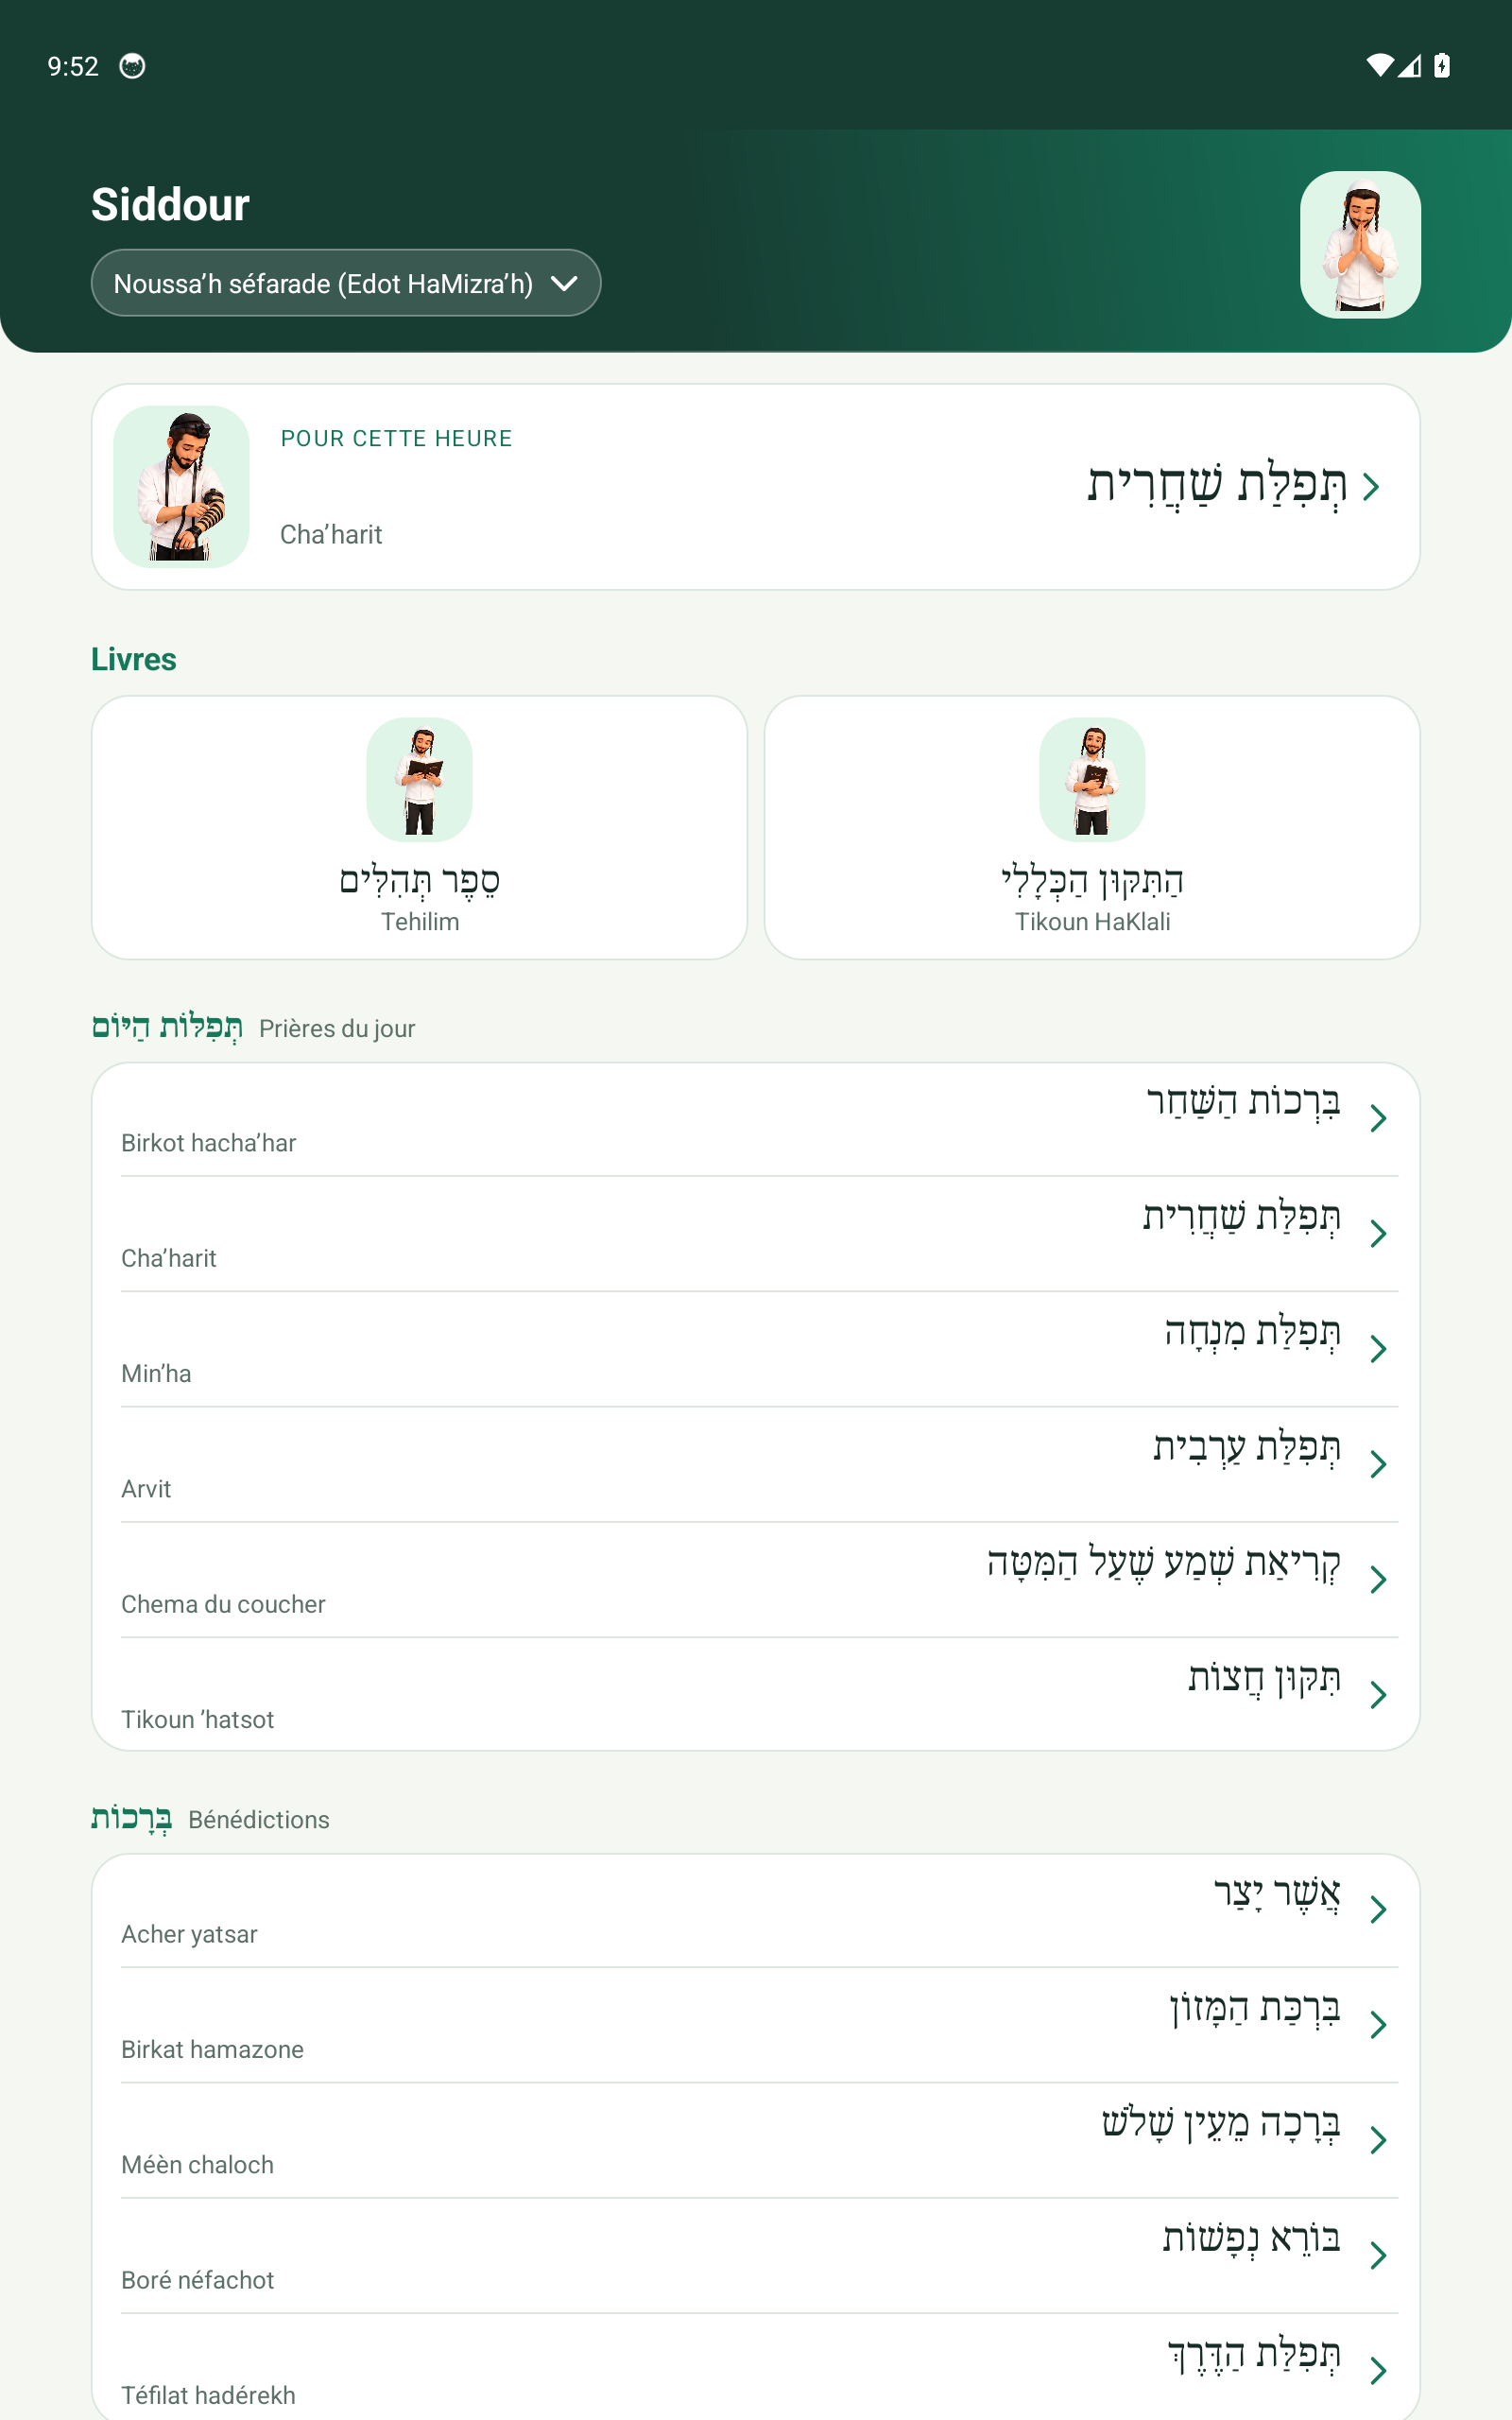 9:52
Siddour
Noussa’h séfarade (Edot HaMizra’h)
POUR CETTE HEURE
תְּפִלַּת שַׁחֲרִית
Cha’harit
Livres
סֵפֶר תְּהִלִּים
Tehilim
הַתִּקּוּן הַכְּלָלִי
Tikoun HaKlali
תְּפִלּוֹת הַיּוֹם Prières du jour
בִּרְכוֹת הַשַּׁחַר
Birkot hacha’har
תְּפִלַּת שַׁחֲרִית
Cha’harit
תְּפִלַּת מִנְחָה
Min’ha
תְּפִלַּת עַרְבִית
Arvit
קְרִיאַת שְׁמַע שֶׁעַל הַמִּטָּה
Chema du coucher
תִּקּוּן חֲצוֹת
Tikoun ’hatsot
בְּרָכוֹת Bénédictions
אֲשֶׁר יָצַר
Acher yatsar
בִּרְכַּת הַמָּזוֹן
Birkat hamazone
בְּרָכָה מֵעֵין שָׁלֹשׁ
Méèn chaloch
בּוֹרֵא נְפָשׁוֹת
Boré néfachot
תְּפִלַּת הַדֶּרֶךְ
Téfilat hadérekh